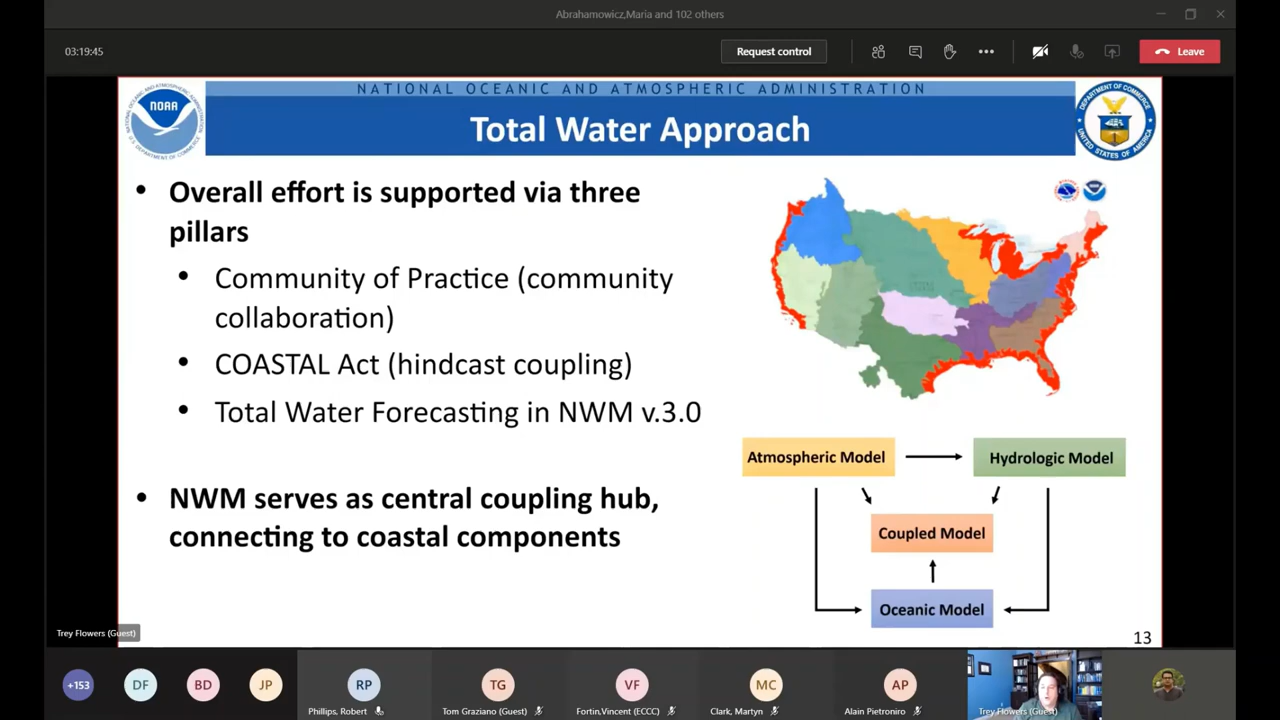 Abrahamowicz,Maria and 102 others
03:19:45
Request control
Leave
NATIONAL OCEANIC AND ATMOSPHERIC ADMINISTRATION
NOAA
Total Water Approach
• Overall effort is supported via three
pillars
• Community of Practice (community
collaboration)
• COASTAL Act (hindcast coupling)
• Total Water Forecasting in NWM v.3.0
• NWM serves as central coupling hub,
connecting to coastal components
Atmospheric Model
Hydrologic Model
Coupled Model
Oceanic Model
13
Trey Flowers (Guest)
+153
DF
BD
JP
RP
TG
VF
MC
AP
Phillips, Robert
Tom Graziano (Guest)
Fortin,Vincent (ECCC)
Clark, Martyn
Alain Pietroniro
Trey Flowers (Guest)